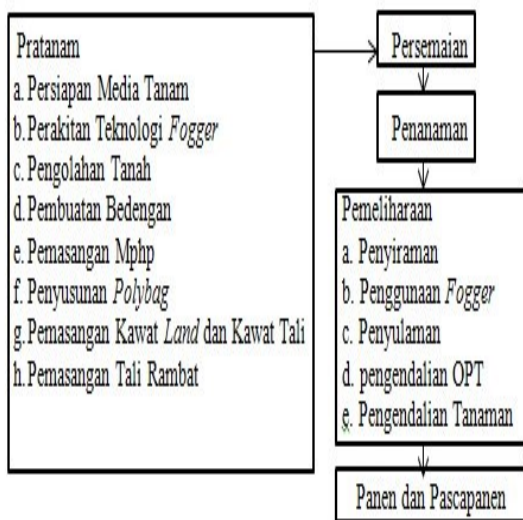 Pratanam
a. Persiapan Media Tanam
b. Perakitan Teknologi Fogger
c. Pengolahan Tanah
d. Pembuatan Bedengan
e. Pemasangan Mphp
f. Penyusunan Polybag
g. Pemasangan Kawat Land dan Kawat Tali
h. Pemasangan Tali Rambat
Persemaian
Penanaman
Pemeliharaan
a. Penyiraman
b. Penggunaan Fogger
c. Penyulaman
d. pengendalian OPT
e. Pengendalian Tanaman
Panen dan Pascapanen